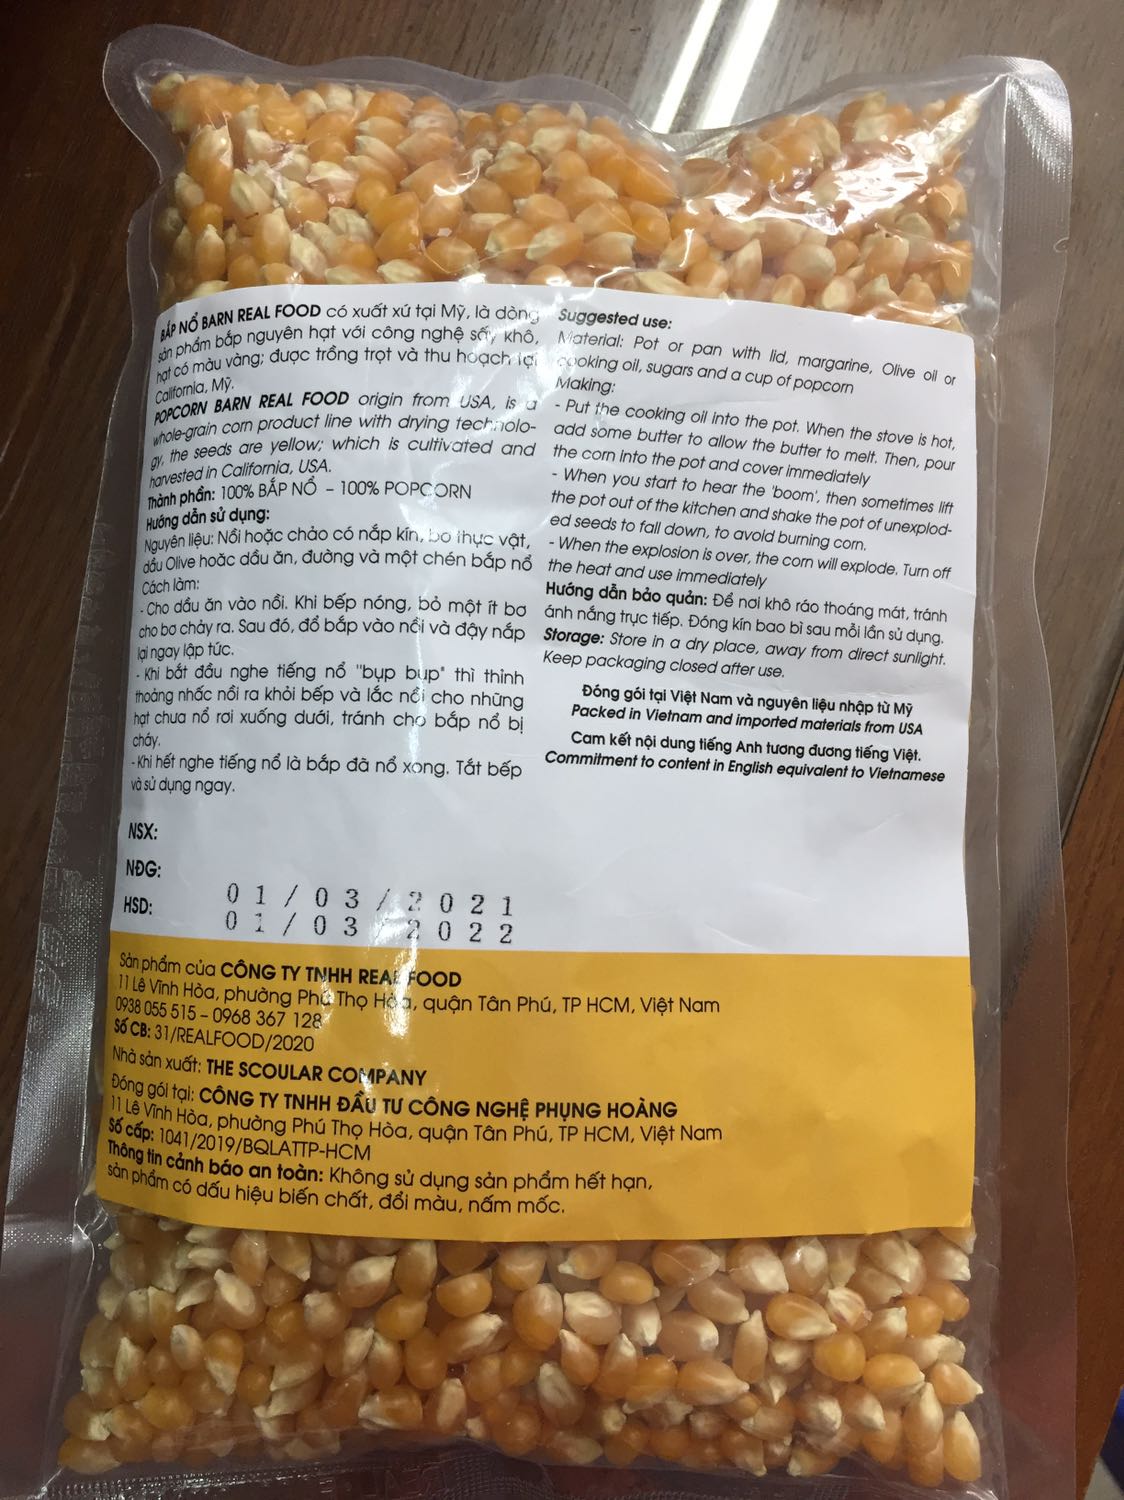 BẮP NỔ BARN REAL FOOD có xuất xứ tại Mỹ, là dòng
sản phẩm bắp nguyên hạt với công nghệ sấy khô,
hạt có màu vàng; được trồng trọt và thu hoạch tại
California, Mỹ.
POPCORN BARN REAL FOOD origin from USA, is a
whole-grain corn product line with drying technolo-
gy, the seeds are yellow; which is cultivated and
harvested in California, USA.
Thành phần: 100% BẮP NỔ – 100% POPCORN
Hướng dẫn sử dụng:
Nguyên liệu: Nồi hoặc chảo có nắp kín, bơ thực vật,
dầu Olive hoặc dầu ăn, đường và một chén bắp nổ
Cách làm:
- Cho dầu ăn vào nồi. Khi bếp nóng, bỏ một ít bơ
cho bơ chảy ra. Sau đó, đổ bắp vào nồi và đậy nắp
lại ngay lập tức.
- Khi bắt đầu nghe tiếng nổ "bụp bụp" thì thỉnh
thoảng nhấc nồi ra khỏi bếp và lắc nồi cho những
hạt chưa nổ rơi xuống dưới, tránh cho bắp nổ bị
cháy.
- Khi hết nghe tiếng nổ là bắp đã nổ xong. Tắt bếp
và sử dụng ngay.
Suggested use:
Material: Pot or pan with lid, margarine, Olive oil or
cooking oil, sugars and a cup of popcorn
Making:
- Put the cooking oil into the pot. When the stove is hot,
add some butter to allow the butter to melt. Then, pour
the corn into the pot and cover immediately
- When you start to hear the 'boom', then sometimes lift
the pot out of the kitchen and shake the pot of unexplod-
ed seeds to fall down, to avoid burning corn.
- When the explosion is over, the corn will explode. Turn off
the heat and use immediately
Hướng dẫn bảo quản: Để nơi khô ráo thoáng mát, tránh
ánh nắng trực tiếp. Đóng kín bao bì sau mỗi lần sử dụng.
Storage: Store in a dry place, away from direct sunlight.
Keep packaging closed after use.
Đóng gói tại Việt Nam và nguyên liệu nhập từ Mỹ
Packed in Vietnam and imported materials from USA
Cam kết nội dung tiếng Anh tương đương tiếng Việt.
Commitment to content in English equivalent to Vietnamese
NSX:
NĐG:
HSD:
01/03/2021
01/03/2022
Sản phẩm của CÔNG TY TNHH REAL FOOD
11 Lê Vĩnh Hòa, phường Phú Thọ Hòa, quận Tân Phú, TP HCM, Việt Nam
0938 055 515 – 0968 367 128
Số CB: 31/REALFOOD/2020
Nhà sản xuất: THE SCOULAR COMPANY
Đóng gói tại: CÔNG TY TNHH ĐẦU TƯ CÔNG NGHỆ PHỤNG HOÀNG
11 Lê Vĩnh Hòa, phường Phú Thọ Hòa, quận Tân Phú, TP HCM, Việt Nam
Số cấp: 1041/2019/BQLATTP-HCM
Thông tin cảnh báo an toàn: Không sử dụng sản phẩm hết hạn,
sản phẩm có dấu hiệu biến chất, đổi màu, nấm mốc.